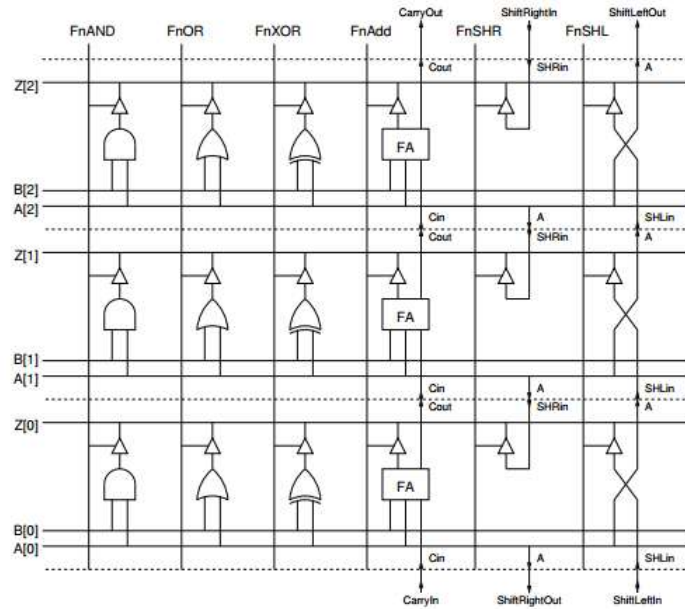 CarryOut ShiftRightIn ShiftLeftOut
FnAND FnOR FnXOR FnAdd FnSHR FnSHL
Cout SHRin A
Z[2]
FA
B[2]
A[2]
Cin A SHLin
Cout SHRin A
Z[1]
FA
B[1]
A[1]
Cin A SHLin
Cout SHRin A
Z[0]
FA
B[0]
A[0]
Cin A SHLin
CarryIn ShiftRightOut ShiftLeftIn